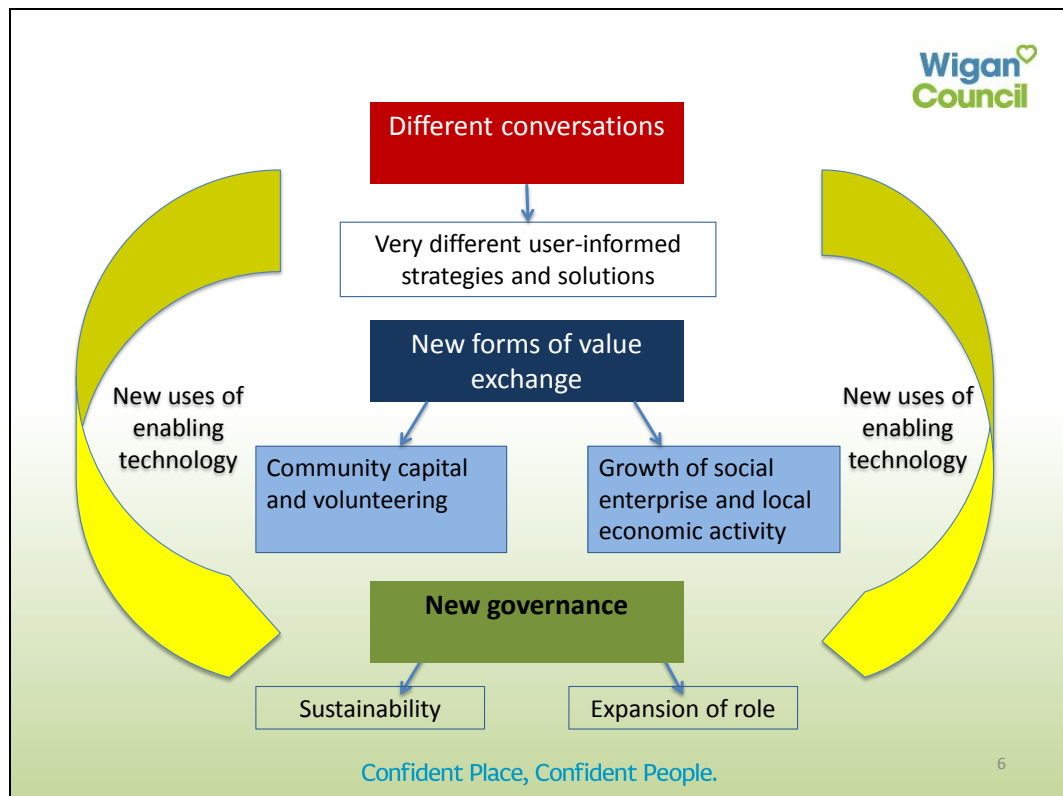 Wigan
Council
Different conversations
Very different user-informed
strategies and solutions
New forms of value
exchange
New uses of
enabling
technology
New uses of
enabling
technology
Community capital
and volunteering
Growth of social
enterprise and local
economic activity
New governance
Sustainability
Expansion of role
Confident Place, Confident People.
6